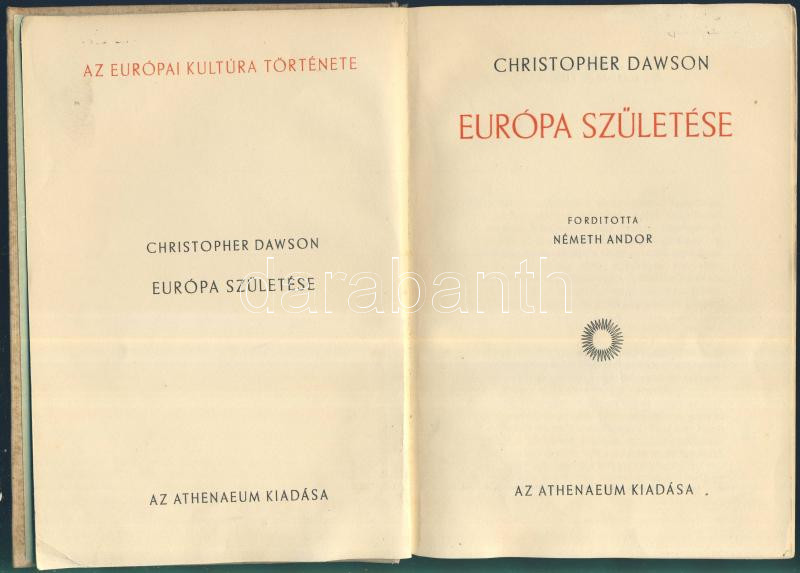 AZ EURÓPAI KULTÚRA TÖRTÉNETE
CHRISTOPHER DAWSON
EURÓPA SZÜLETÉSE
AZ ATHENAEUM KIADÁSA
CHRISTOPHER DAWSON
EURÓPA SZÜLETÉSE
FORDITOTTA
NÉMETH ANDOR
AZ ATHENAEUM KIADÁSA
darabanth